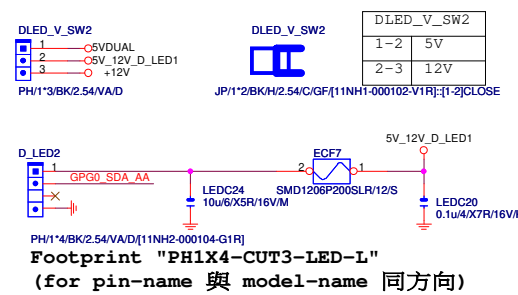 DLED_V_SW2
1 5VDUAL
2 5V_12V_D_LED1
3 +12V
PH/1*3/BK/2.54/VA/D
DLED_V_SW2
JP/1*2/BK/H/2.54/C/GF/[11NH1-000102-V1R]::[1-2]CLOSE
DLED_V_SW2
1-2 5V
2-3 12V
5V_12V_D_LED1
D_LED2
1
GPG0_SDA_AA
LEDC24
10u/6/X5R/16V/M
ECF7
2 1
SMD1206P200SLR/12/S
LEDC20
0.1u/4/X7R/16V/
PH/1*4/BK/2.54/VA/D/[11NH2-000104-G1R]
Footprint "PH1X4-CUT3-LED-L"
(for pin-name 與 model-name 同方向)